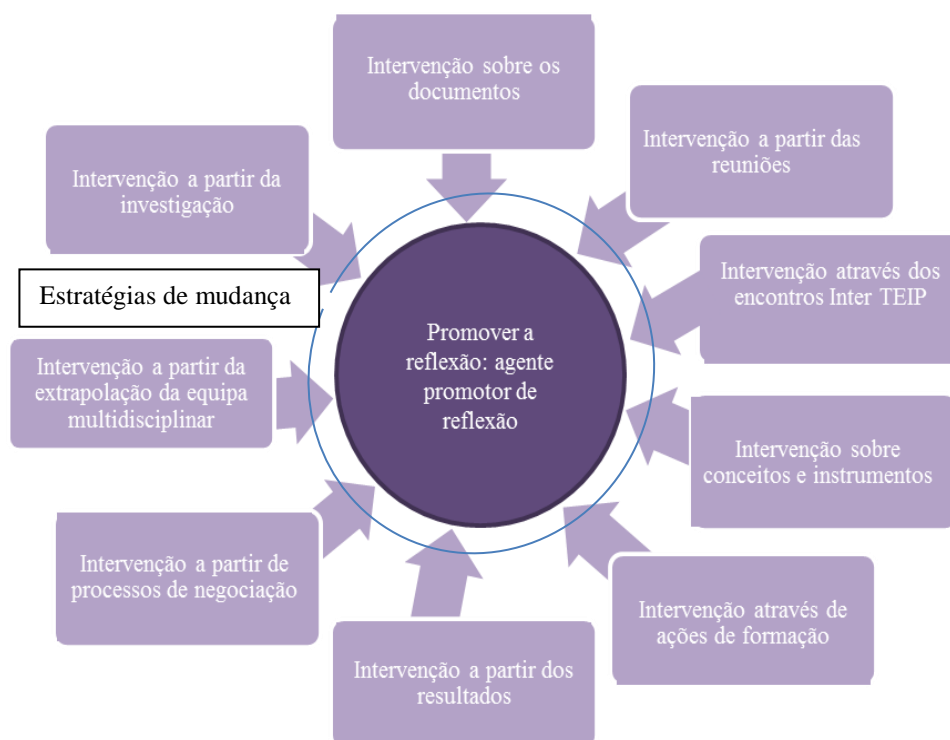 Intervenção sobre os
documentos
Intervenção a partir das
reuniões
Intervenção através dos
encontros Inter TEIP
Intervenção sobre
conceitos e instrumentos
Intervenção através de
ações de formação
Intervenção a partir dos
resultados
Intervenção a partir de
processos de negociação
Intervenção a partir da
extrapolação da equipa
multidisciplinar
Estratégias de mudança
Intervenção a partir da
investigação
Promover a
reflexão: agente
promotor de
reflexão